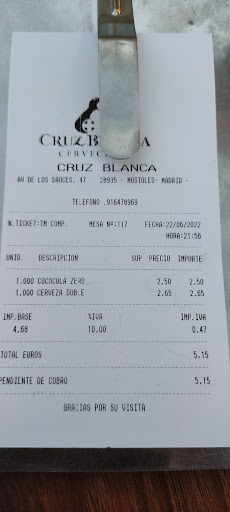 CRUZ B
CERVEC
CRUZ BLANCA
AV DE LOS SAUCES, 47 28935 - MOSTOLES- MADRID -
TELEFONO .916478969
N.TICKET:TM COMP. MESA Nº:117 FECHA:22/06/2022
HORA:21:56
UNID. DESCRIPCION SUP PRECIO IMPORTE
1,000 COCACOLA ZERO 2.50 2.50
1,000 CERVEZA DOBLE 2.65 2.65
IMP.BASE %IVA IMP.IVA
4,68 10,00 0.47
TOTAL EUROS 5.15
PENDIENTE DE COBRO 5.15
GRACIAS POR SU VISITA